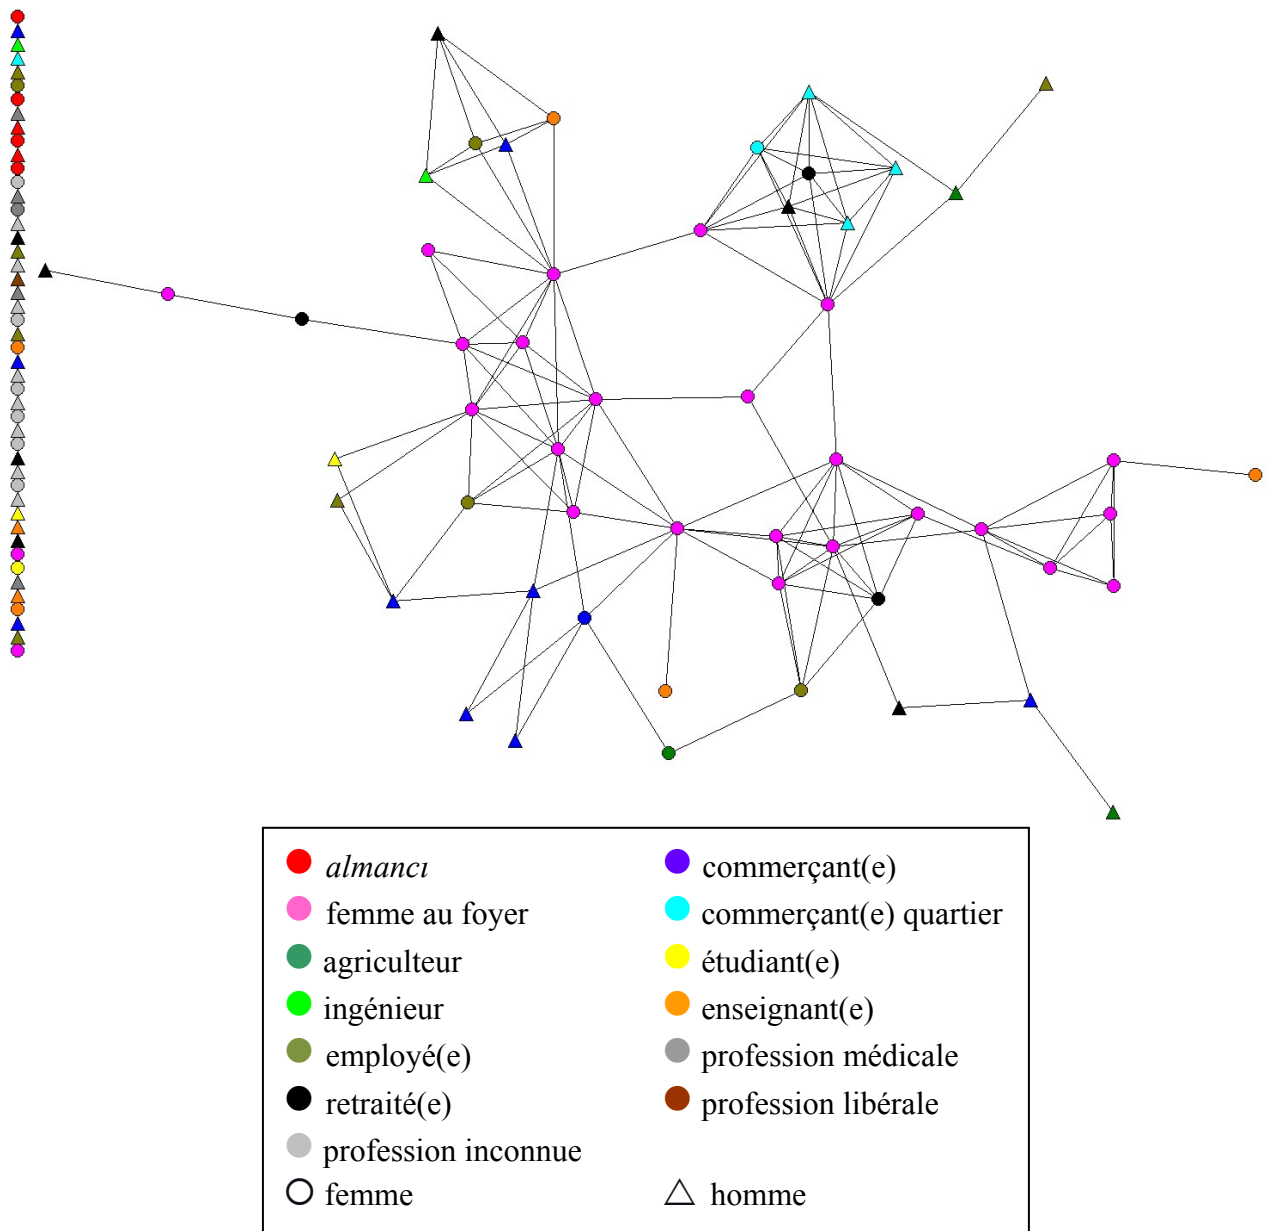 almancı commerçant(e)
femme au foyer commerçant(e) quartier
agriculteur étudiant(e)
ingénieur enseignant(e)
employé(e) profession médicale
retraité(e) profession libérale
profession inconnue
femme homme